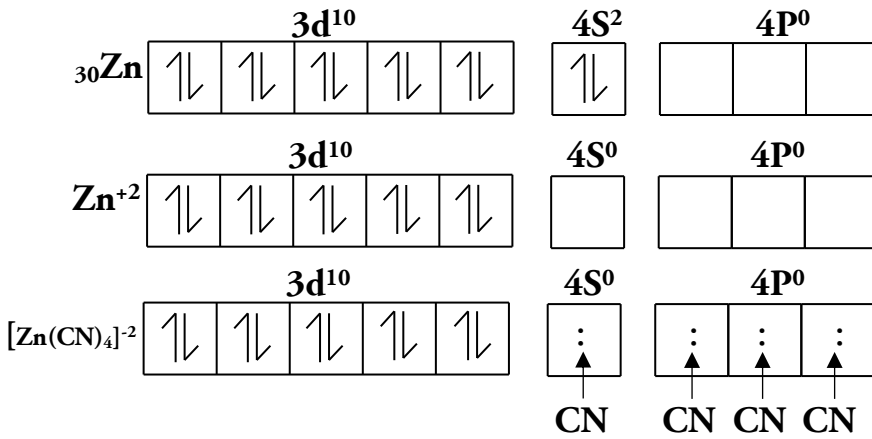 3d¹⁰ 4S² 4P⁰
₃₀Zn
3d¹⁰ 4S⁰ 4P⁰
Zn⁺²
3d¹⁰ 4S⁰ 4P⁰
[Zn(CN)₄]⁻²
CN CN CN CN